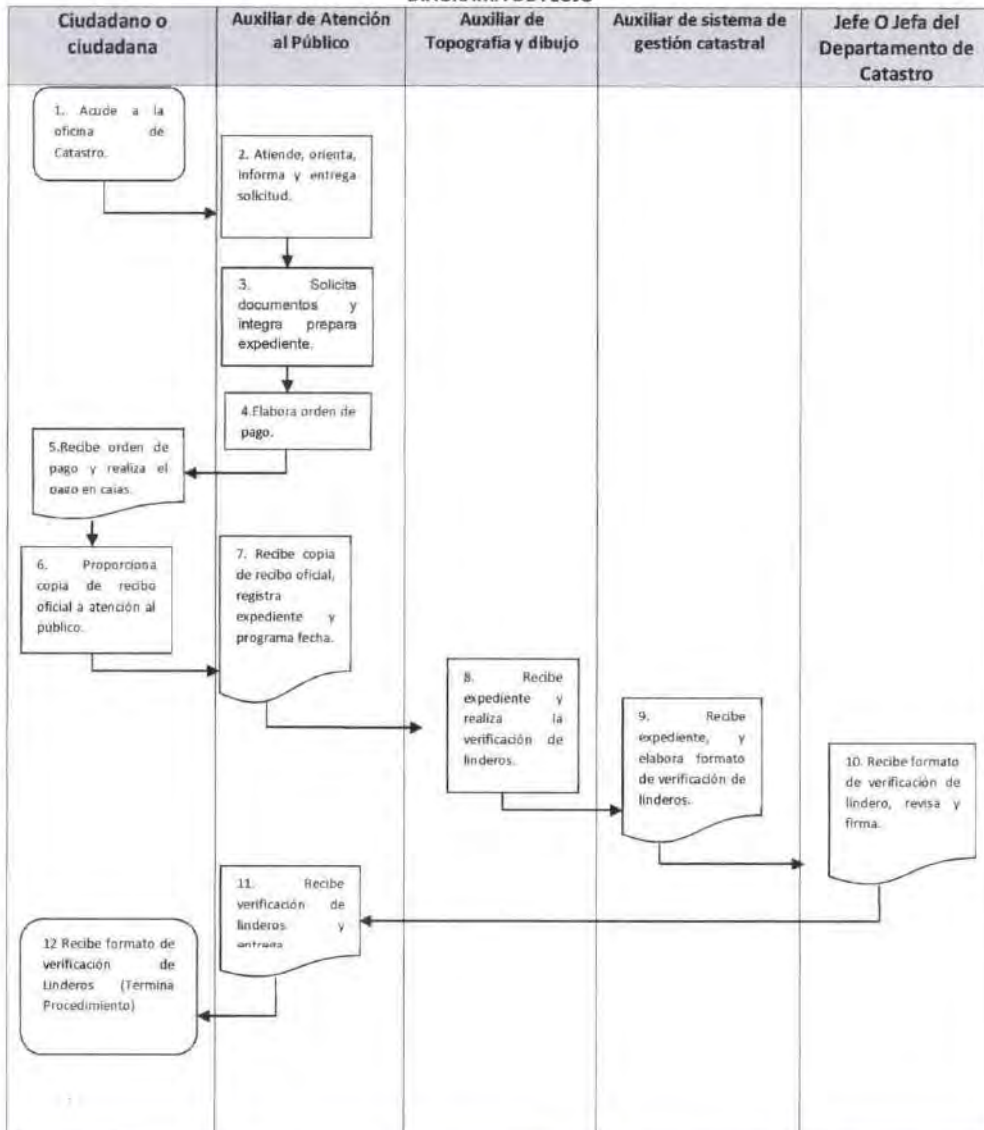 Ciudadano o
ciudadana
Auxiliar de Atención
al Público
Auxiliar de
Topografía y dibujo
Auxiliar de sistema de
gestión catastral
Jefe O Jefa del
Departamento de
Catastro
1. Acude a la
oficina de
Catastro.
2. Atiende, orienta,
informa y entrega
solicitud.
3. Solicita
documentos y
integra prepara
expediente.
4.Elabora orden de
pago.
5.Recibe orden de
pago y realiza el
pago en cajas.
6. Proporciona
copia de recibo
oficial a atención al
público.
7. Recibe copia
de recibo oficial,
registra
expediente y
programa fecha.
8. Recibe
expediente y
realiza la
verificación de
linderos.
9. Recibe
expediente, y
elabora formato
de verificación de
linderos.
10. Recibe formato
de verificación de
lindero, revisa y
firma.
11. Recibe
verificación de
linderos y
entrega
12 Recibe formato de
verificación de
Linderos (Termina
Procedimiento)